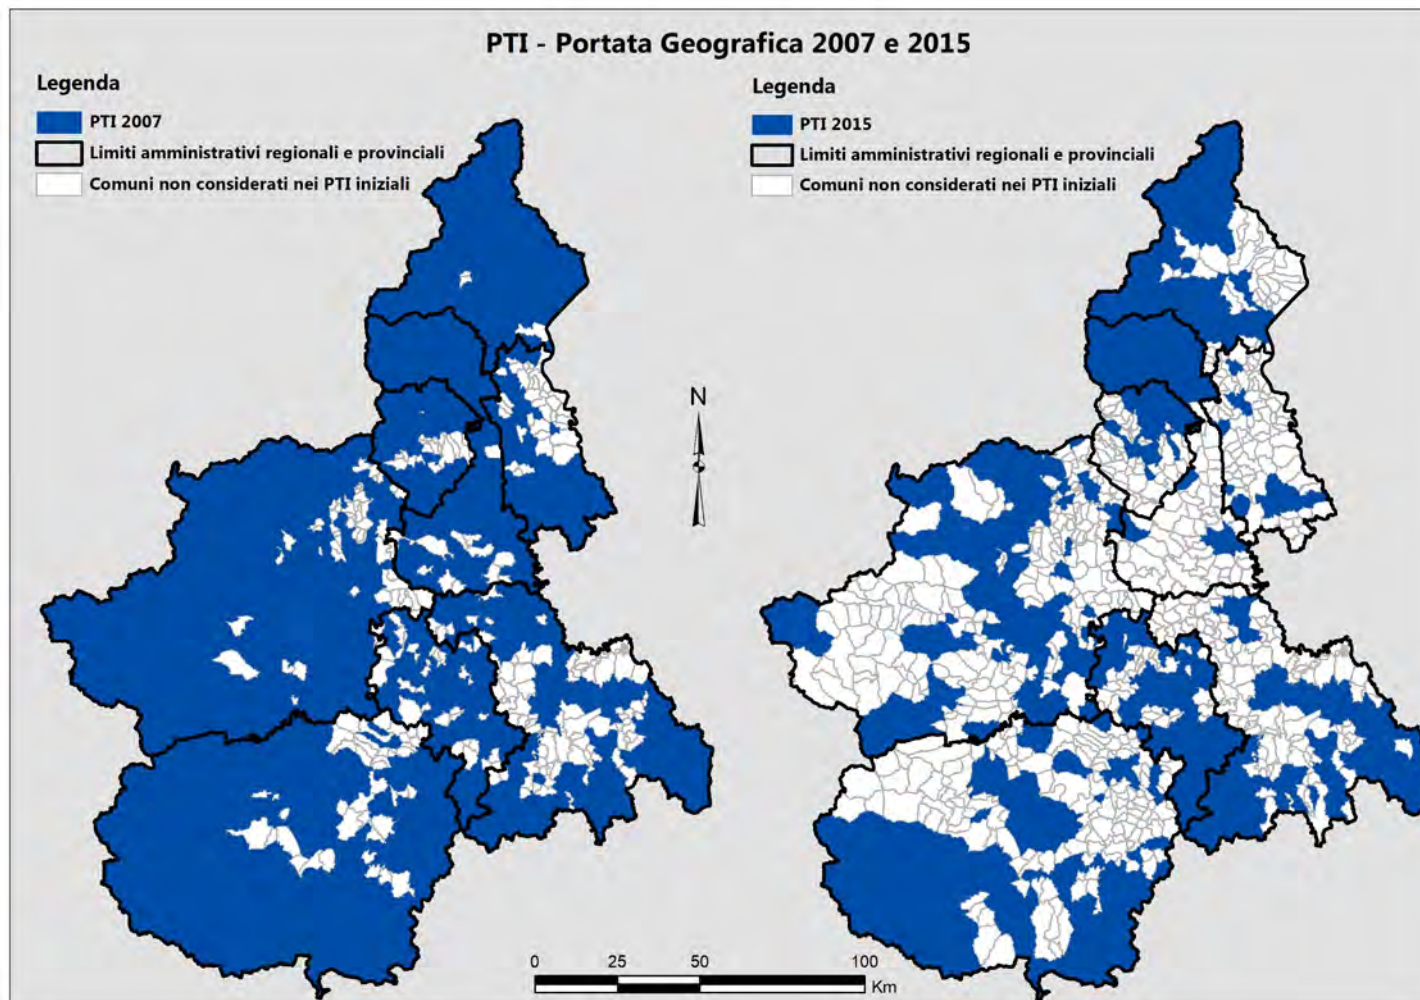 PTI - Portata Geografica 2007 e 2015
Legenda
PTI 2007
Limiti amministrativi regionali e provinciali
Comuni non considerati nei PTI iniziali
Legenda
PTI 2015
Limiti amministrativi regionali e provinciali
Comuni non considerati nei PTI iniziali
N
0 25 50 100
Km